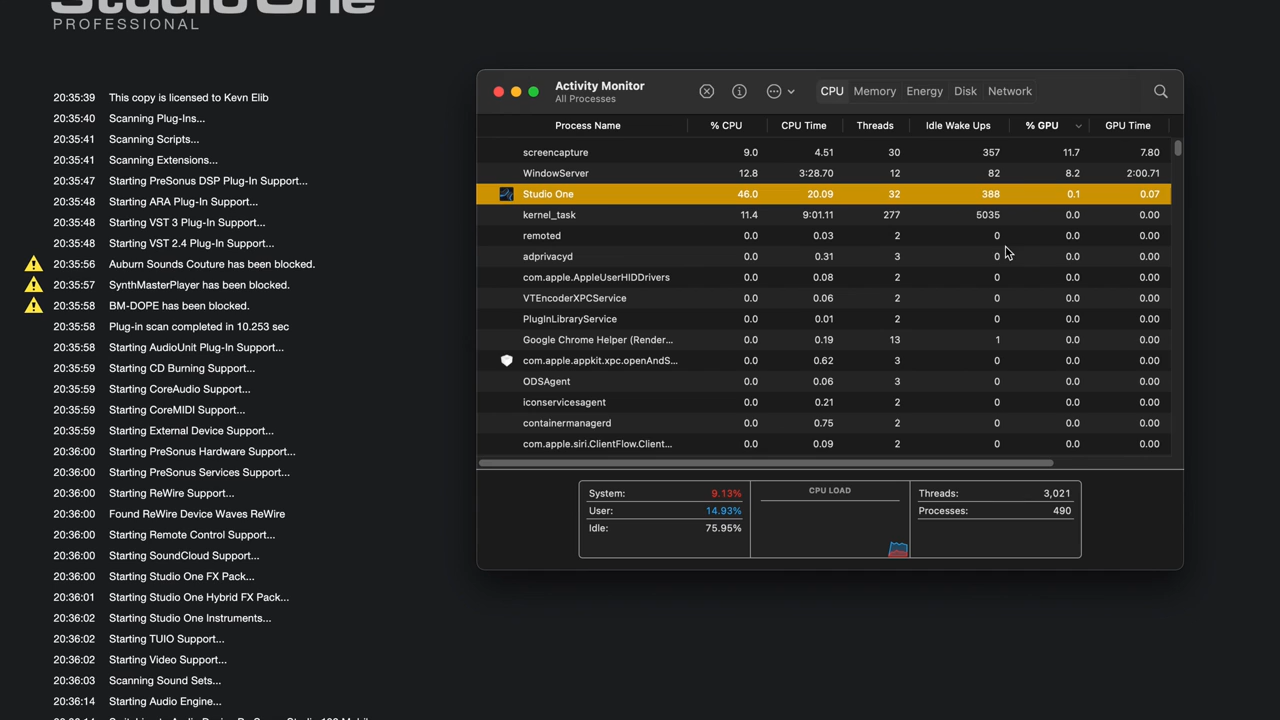 Studio One
PROFESSIONAL
20:35:39 This copy is licensed to Kevn Elib
20:35:40 Scanning Plug-Ins...
20:35:41 Scanning Scripts...
20:35:41 Scanning Extensions...
20:35:47 Starting PreSonus DSP Plug-In Support...
20:35:48 Starting ARA Plug-In Support...
20:35:48 Starting VST 3 Plug-In Support...
20:35:48 Starting VST 2.4 Plug-In Support...
20:35:56 Auburn Sounds Couture has been blocked.
20:35:57 SynthMasterPlayer has been blocked.
20:35:58 BM-DOPE has been blocked.
20:35:58 Plug-in scan completed in 10.253 sec
20:35:58 Starting AudioUnit Plug-In Support...
20:35:59 Starting CD Burning Support...
20:35:59 Starting CoreAudio Support...
20:35:59 Starting CoreMIDI Support...
20:35:59 Starting External Device Support...
20:36:00 Starting PreSonus Hardware Support...
20:36:00 Starting PreSonus Services Support...
20:36:00 Starting ReWire Support...
20:36:00 Found ReWire Device Waves ReWire
20:36:00 Starting Remote Control Support...
20:36:00 Starting SoundCloud Support...
20:36:00 Starting Studio One FX Pack...
20:36:01 Starting Studio One Hybrid FX Pack...
20:36:02 Starting Studio One Instruments...
20:36:02 Starting TUIO Support...
20:36:02 Starting Video Support...
20:36:03 Scanning Sound Sets...
20:36:14 Starting Audio Engine...
Activity Monitor
All Processes
CPU Memory Energy Disk Network
Process Name % CPU CPU Time Threads Idle Wake Ups % GPU GPU Time
screencapture 9.0 4.51 30 357 11.7 7.80
WindowServer 12.8 3:28.70 12 82 8.2 2:00.71
Studio One 46.0 20.09 32 388 0.1 0.07
kernel_task 11.4 9:01.11 277 5035 0.0 0.00
remoted 0.0 0.03 2 0 0.0 0.00
adprivacyd 0.0 0.31 3 0 0.0 0.00
com.apple.AppleUserHIDDrivers 0.0 0.08 2 0 0.0 0.00
VTEncoderXPCService 0.0 0.06 2 0 0.0 0.00
PlugInLibraryService 0.0 0.01 2 0 0.0 0.00
Google Chrome Helper (Render... 0.0 0.19 13 1 0.0 0.00
com.apple.appkit.xpc.openAndS... 0.0 0.62 3 0 0.0 0.00
ODSAgent 0.0 0.06 3 0 0.0 0.00
iconservicesagent 0.0 0.21 2 0 0.0 0.00
containermanagerd 0.0 0.75 2 0 0.0 0.00
com.apple.siri.ClientFlow.Client... 0.0 0.09 2 0 0.0 0.00
System: 9.13%
User: 14.93%
Idle: 75.95%
CPU LOAD
Threads: 3,021
Processes: 490